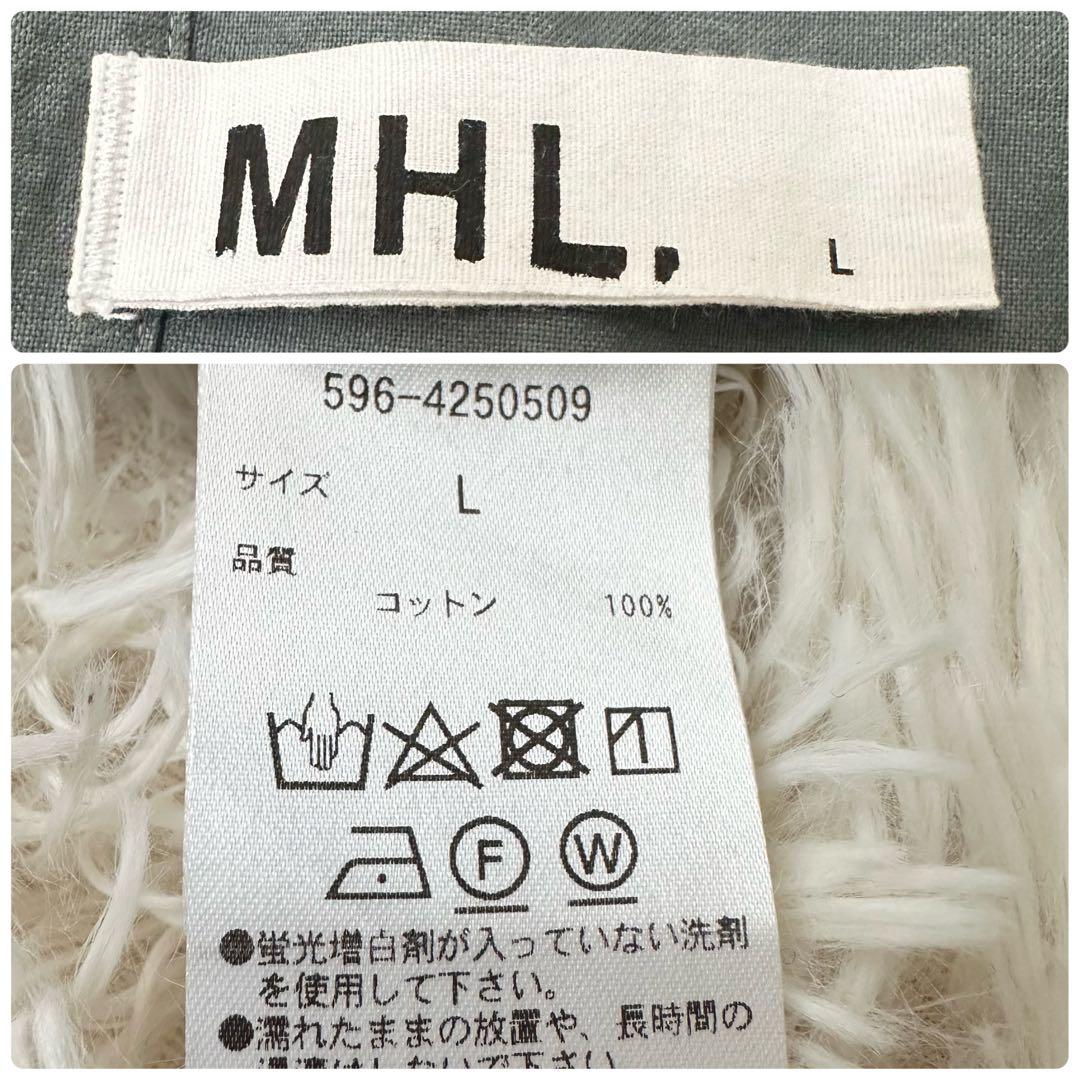 MHL.
L
596-4250509
サイズ L
品質
コットン 100%
F W
●蛍光増白剤が入っていない洗剤
を使用して下さい。
●濡れたままの放置や、長時間の